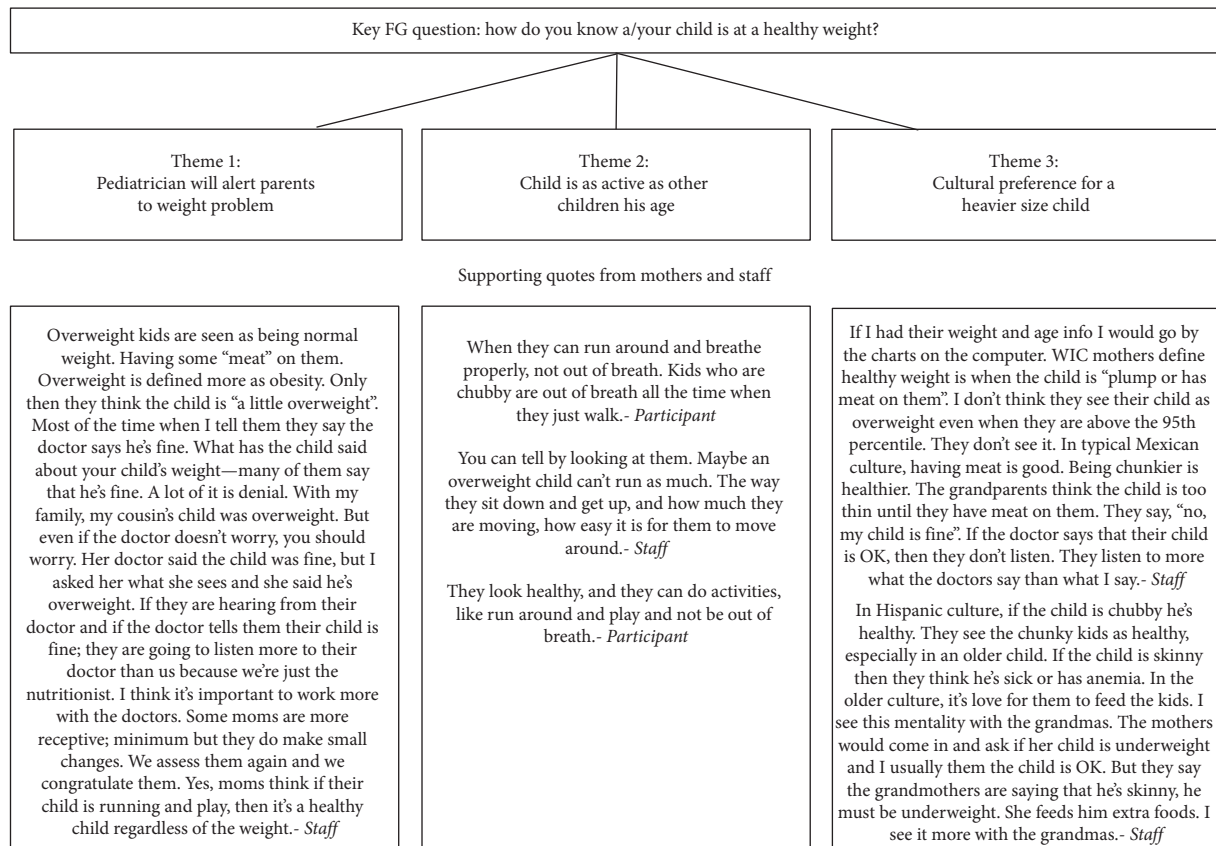 Key FG question: how do you know a/your child is at a healthy weight?
Theme 1:
Pediatrician will alert parents
to weight problem
Theme 2:
Child is as active as other
children his age
Theme 3:
Cultural preference for a
heavier size child
Supporting quotes from mothers and staff
Overweight kids are seen as being normal
weight. Having some “meat” on them.
Overweight is defined more as obesity. Only
then they think the child is “a little overweight”.
Most of the time when I tell them they say the
doctor says he’s fine. What has the child said
about your child’s weight—many of them say
that he’s fine. A lot of it is denial. With my
family, my cousin’s child was overweight. But
even if the doctor doesn’t worry, you should
worry. Her doctor said the child was fine, but I
asked her what she sees and she said he’s
overweight. If they are hearing from their
doctor and if the doctor tells them their child is
fine; they are going to listen more to their
doctor than us because we’re just the
nutritionist. I think it’s important to work more
with the doctors. Some moms are more
receptive; minimum but they do make small
changes. We assess them again and we
congratulate them. Yes, moms think if their
child is running and play, then it’s a healthy
child regardless of the weight.- Staff
When they can run around and breathe
properly, not out of breath. Kids who are
chubby are out of breath all the time when
they just walk.- Participant
You can tell by looking at them. Maybe an
overweight child can’t run as much. The way
they sit down and get up, and how much they
are moving, how easy it is for them to move
around.- Staff
They look healthy, and they can do activities,
like run around and play and not be out of
breath.- Participant
If I had their weight and age info I would go by
the charts on the computer. WIC mothers define
healthy weight is when the child is “plump or has
meat on them”. I don’t think they see their child as
overweight even when they are above the 95th
percentile. They don’t see it. In typical Mexican
culture, having meat is good. Being chunkier is
healthier. The grandparents think the child is too
thin until they have meat on them. They say, “no,
my child is fine”. If the doctor says that their child
is OK, then they don’t listen. They listen to more
what the doctors say than what I say.- Staff
In Hispanic culture, if the child is chubby he’s
healthy. They see the chunky kids as healthy,
especially in an older child. If the child is skinny
then they think he’s sick or has anemia. In the
older culture, it’s love for them to feed the kids. I
see this mentality with the grandmas. The mothers
would come in and ask if her child is underweight
and I usually them the child is OK. But they say
the grandmothers are saying that he’s skinny, he
must be underweight. She feeds him extra foods. I
see it more with the grandmas.- Staff